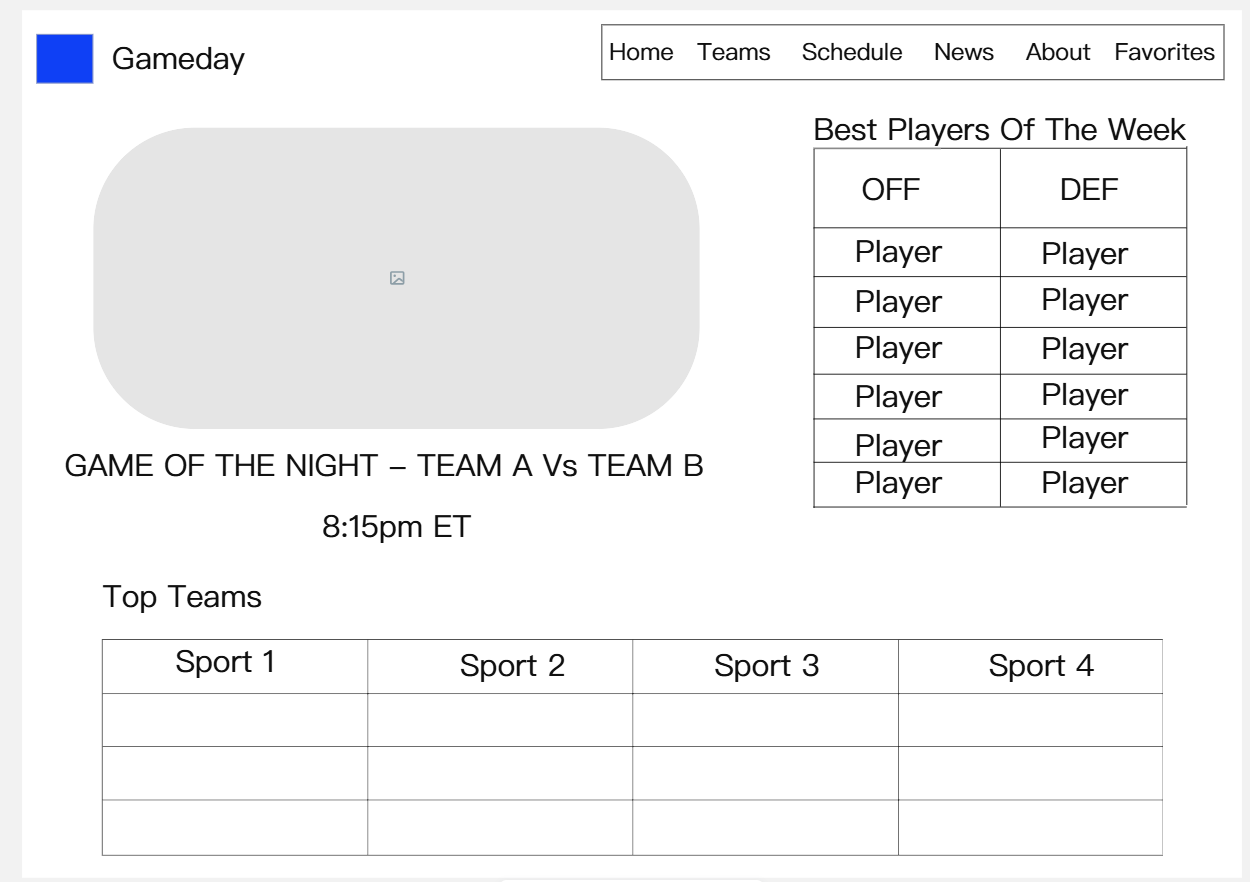 Gameday
Home Teams Schedule News About Favorites
Best Players Of The Week
OFF DEF
Player Player
Player Player
Player Player
Player Player
Player Player
Player Player
GAME OF THE NIGHT – TEAM A Vs TEAM B
8:15pm ET
Top Teams
Sport 1 Sport 2 Sport 3 Sport 4